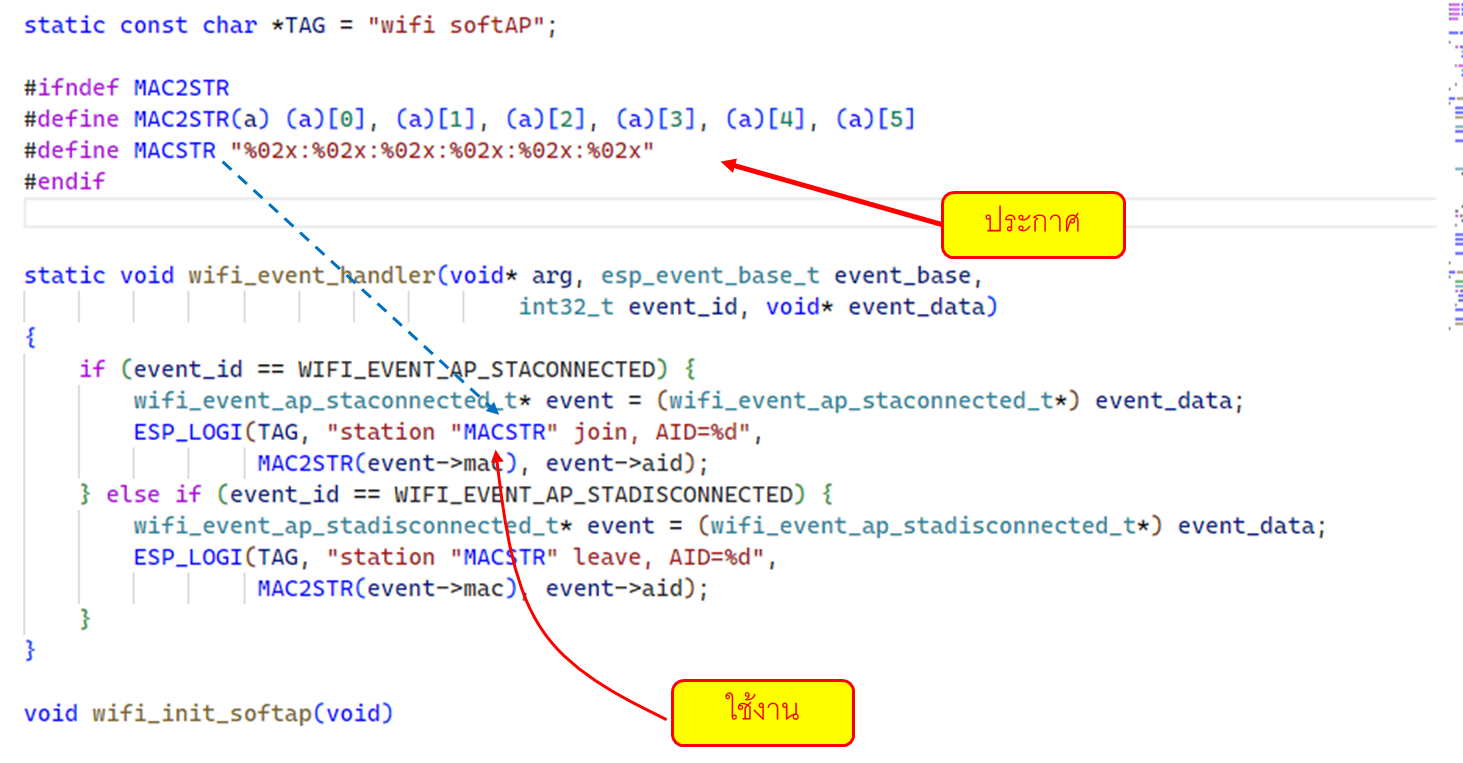 static const char *TAG = "wifi softAP";
#ifndef MAC2STR
#define MAC2STR(a) (a)[0], (a)[1], (a)[2], (a)[3], (a)[4], (a)[5]
#define MACSTR "%02x:%02x:%02x:%02x:%02x:%02x"
#endif
ประกาศ
static void wifi_event_handler(void* arg, esp_event_base_t event_base,
int32_t event_id, void* event_data)
{
if (event_id == WIFI_EVENT_AP_STACONNECTED) {
wifi_event_ap_staconnected_t* event = (wifi_event_ap_staconnected_t*) event_data;
ESP_LOGI(TAG, "station "MACSTR" join, AID=%d",
MAC2STR(event->mac), event->aid);
} else if (event_id == WIFI_EVENT_AP_STADISCONNECTED) {
wifi_event_ap_stadisconnected_t* event = (wifi_event_ap_stadisconnected_t*) event_data;
ESP_LOGI(TAG, "station "MACSTR" leave, AID=%d",
MAC2STR(event->mac), event->aid);
}
}
ใช้งาน
void wifi_init_softap(void)